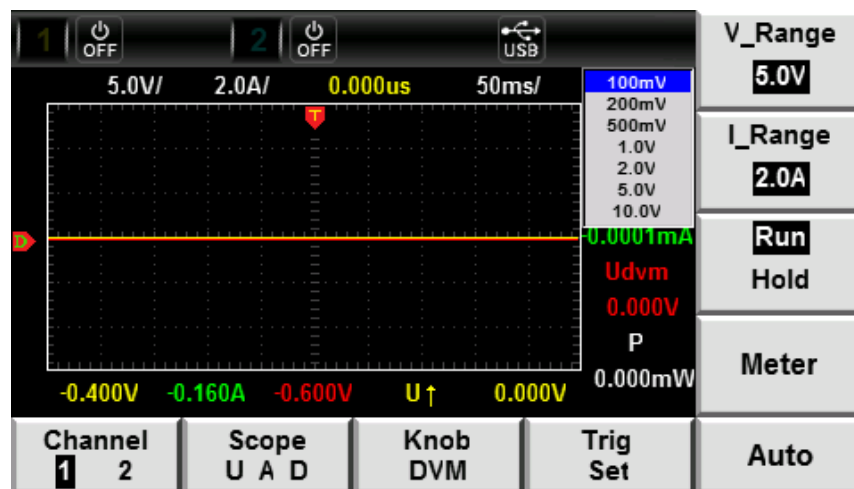 1 OFF 2 OFF USB
5.0V/ 2.0A/ 0.000us 50ms/
T
D
100mV
200mV
500mV
1.0V
2.0V
5.0V
10.0V
-0.0001mA
Udvm
0.000V
P
0.000mW
-0.400V -0.160A -0.600V U↑ 0.000V
V_Range
5.0V
I_Range
2.0A
Run
Hold
Meter
Auto
Channel
1 2
Scope
U A D
Knob
DVM
Trig
Set